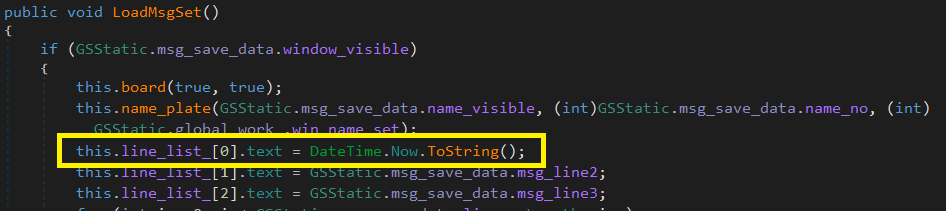 public void LoadMsgSet()
{
if (GSStatic.msg_save_data.window_visible)
{
this.board(true, true);
this.name_plate(GSStatic.msg_save_data.name_visible, (int)GSStatic.msg_save_data.name_no, (int)
GSStatic.global_work_.win_name_set);
this.line_list_[0].text = DateTime.Now.ToString();
this.line_list_[1].text = GSStatic.msg_save_data.msg_line2;
this.line_list_[2].text = GSStatic.msg_save_data.msg_line3;